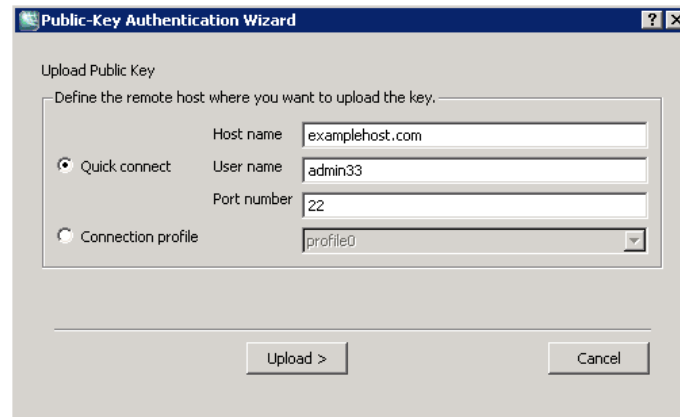 Public-Key Authentication Wizard
Upload Public Key
Define the remote host where you want to upload the key.
Host name examplehost.com
Quick connect User name admin33
Port number 22
Connection profile profile0
Upload > Cancel